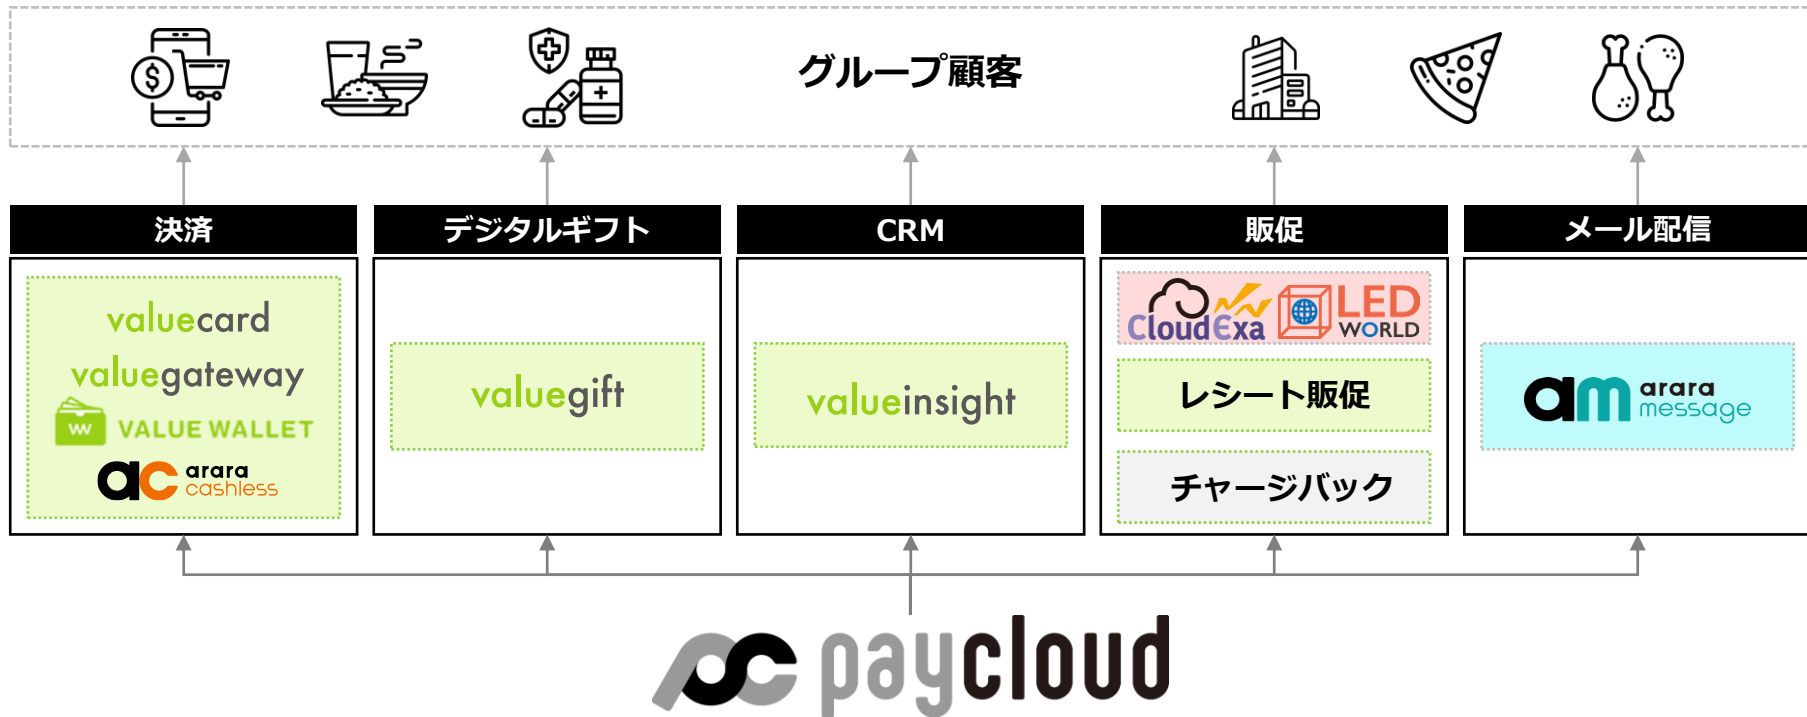 グループ顧客
決済
デジタルギフト
CRM
販促
メール配信
valuecard
valuegateway
VALUE WALLET
ac arara cashless
valuegift
valueinsight
CloudExa
LED WORLD
レシート販促
チャージバック
am arara message
paycloud